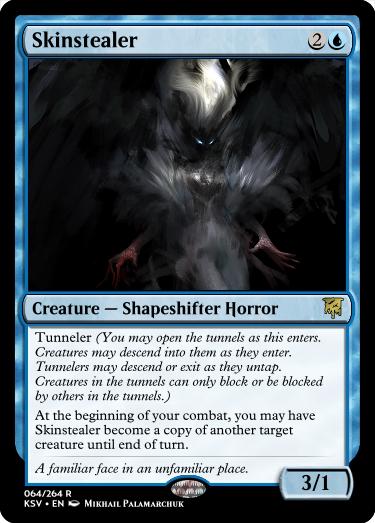 Skinstealer 2
Creature — Shapeshifter Horror
Tunneler (You may open the tunnels as this enters.
Creatures may descend into them as they enter.
Tunnelers may descend or exit as they untap.
Creatures in the tunnels can only block or be blocked
by others in the tunnels.)
At the beginning of your combat, you may have
Skinstealer become a copy of another target
creature until end of turn.
A familiar face in an unfamiliar place.
3/1
064/264 R
KSV • EN Mikhail Palamarchuk